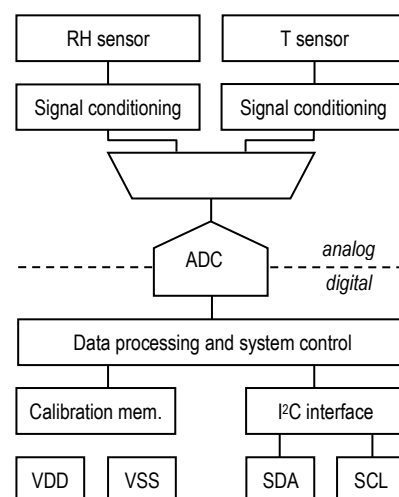 RH sensor
T sensor
Signal conditioning
Signal conditioning
ADC
analog
digital
Data processing and system control
Calibration mem.
I²C interface
VDD
VSS
SDA
SCL